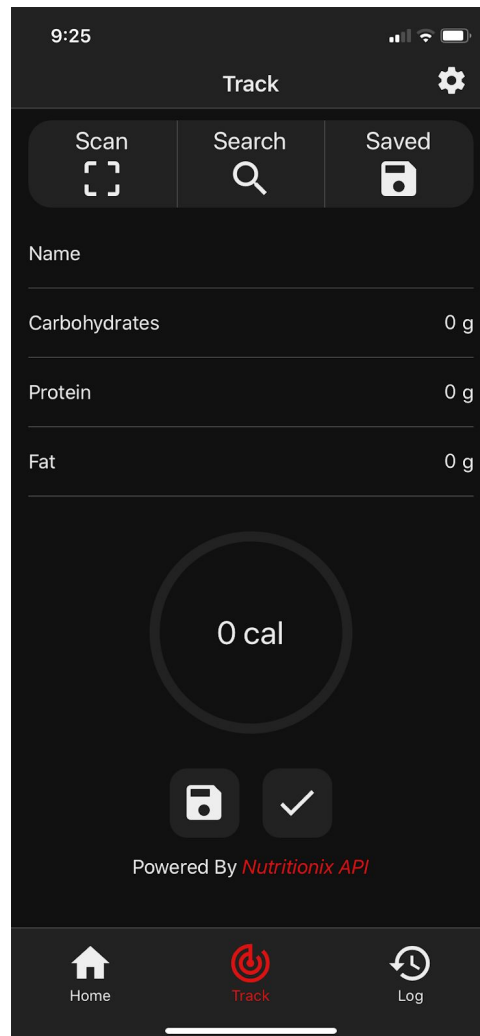 9:25
Track
Scan Search Saved
Name
Carbohydrates 0 g
Protein 0 g
Fat 0 g
0 cal
Powered By Nutritionix API
Home Track Log